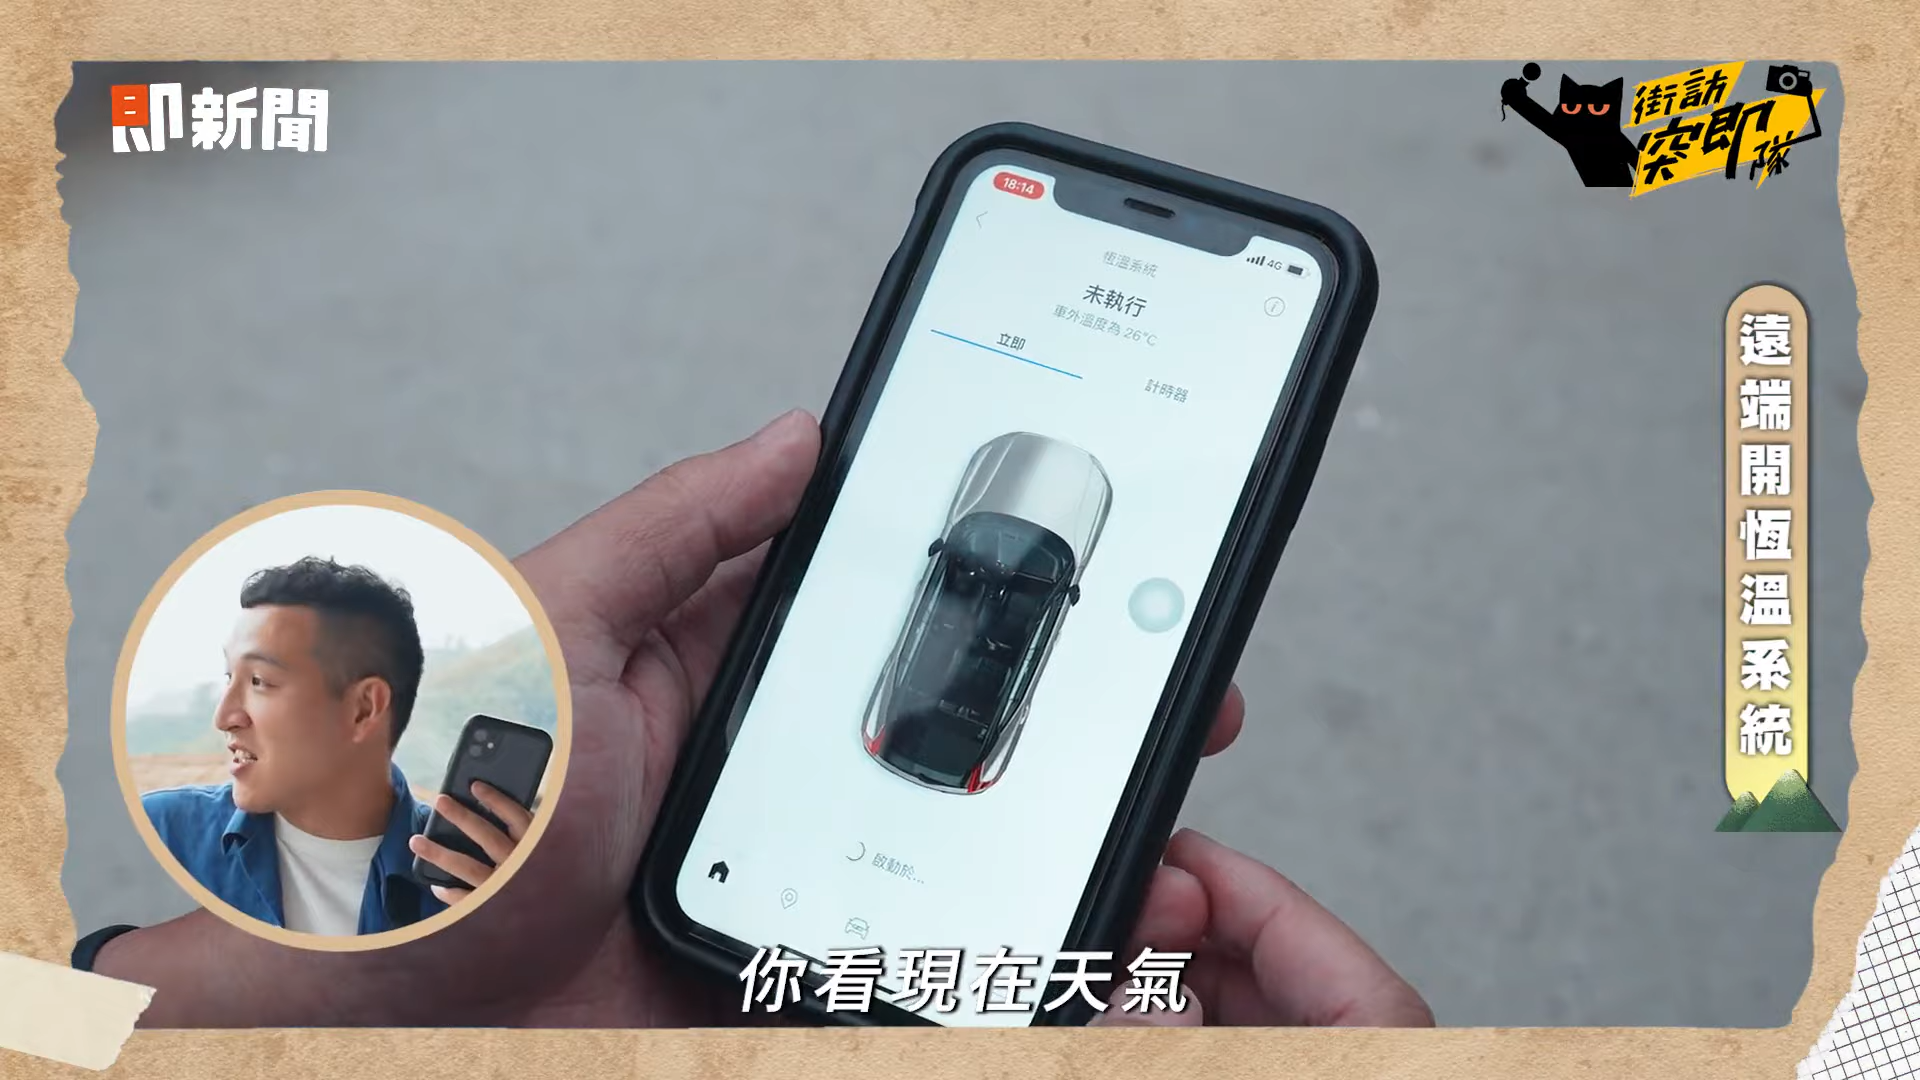 即新聞
街訪
突即隊
18:14
4G
恆溫系統
未執行
車外溫度為 26°C
立即
計時器
啟動於...
遠端開恆溫系統
你看現在天氣